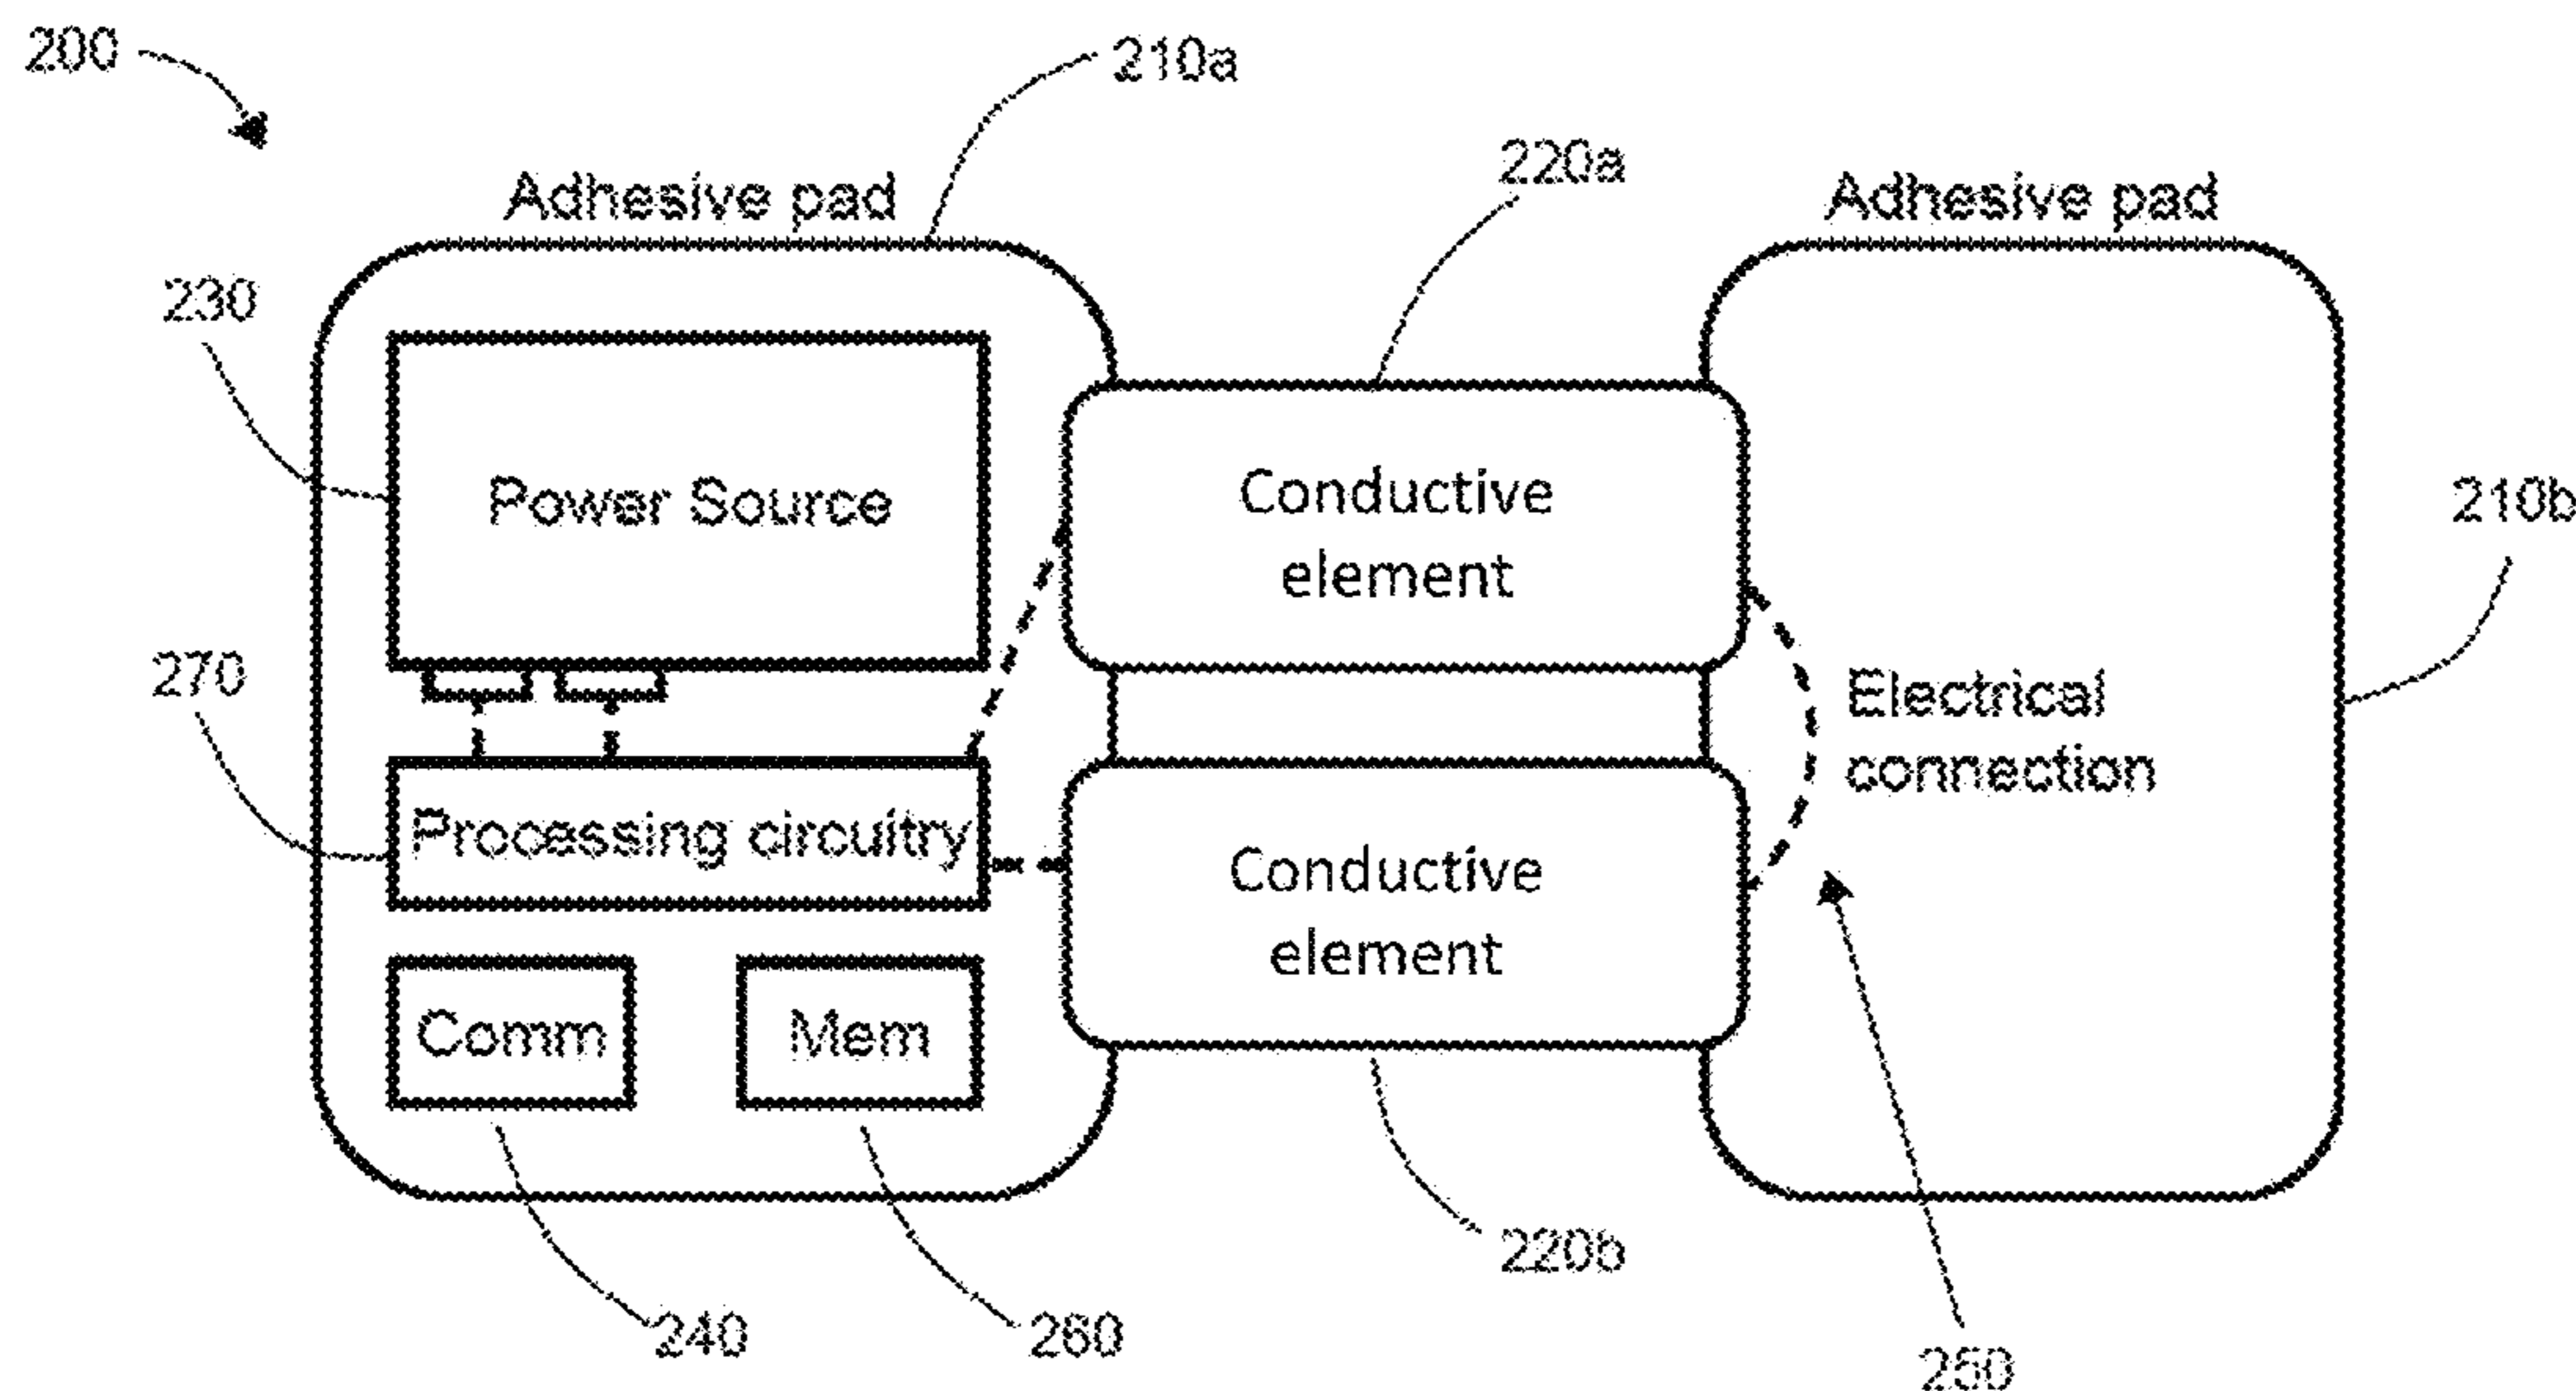 200
210a
220a
Adhesive pad
Adhesive pad
230
Power Source
Conductive
element
210b
270
Electrical
connection
Processing circuitry
Conductive
element
Comm
Mem
220b
240
260
250